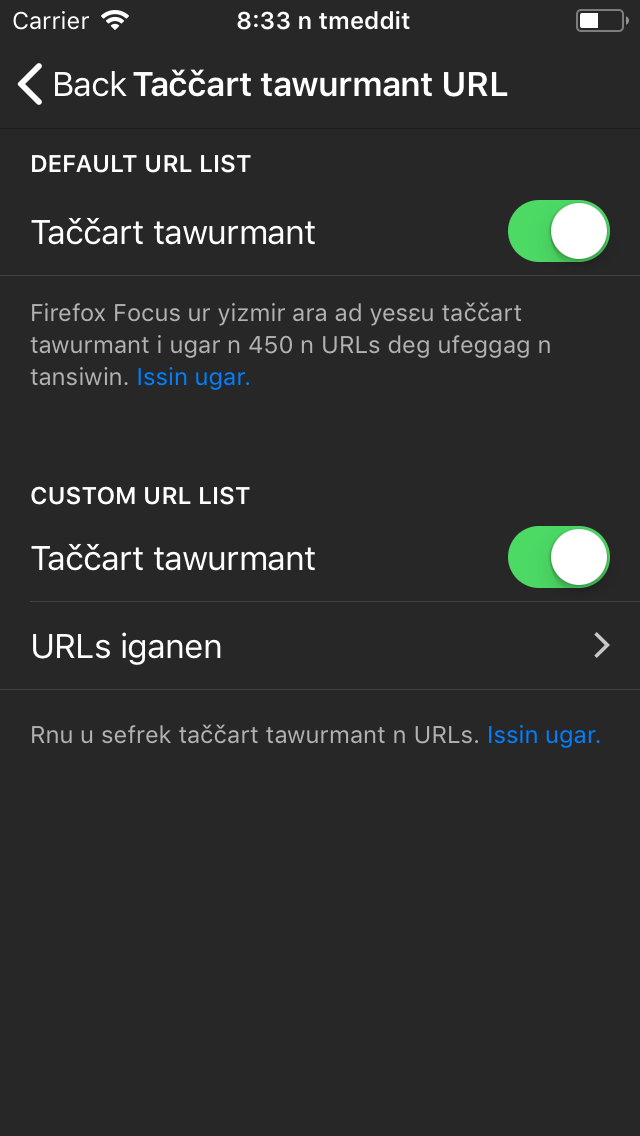 Carrier 8:33 n tmeddit
Back Taččart tawurmant URL
DEFAULT URL LIST
Taččart tawurmant
Firefox Focus ur yizmir ara ad yesɛu taččart
tawurmant i ugar n 450 n URLs deg ufeggag n
tansiwin. Issin ugar.
CUSTOM URL LIST
Taččart tawurmant
URLs iganen
Rnu u sefrek taččart tawurmant n URLs. Issin ugar.